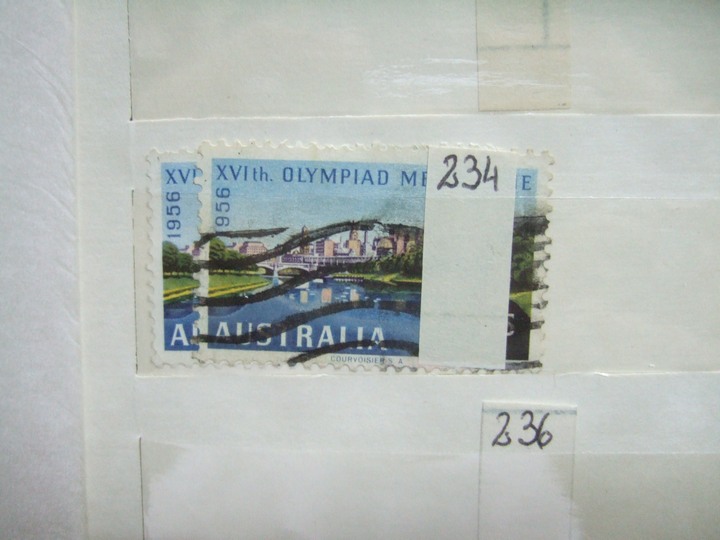 XVI
1956
A
XVIth. OLYMPIAD ME
E
1956
AUSTRALIA
COURVOISIER S. A
234
236